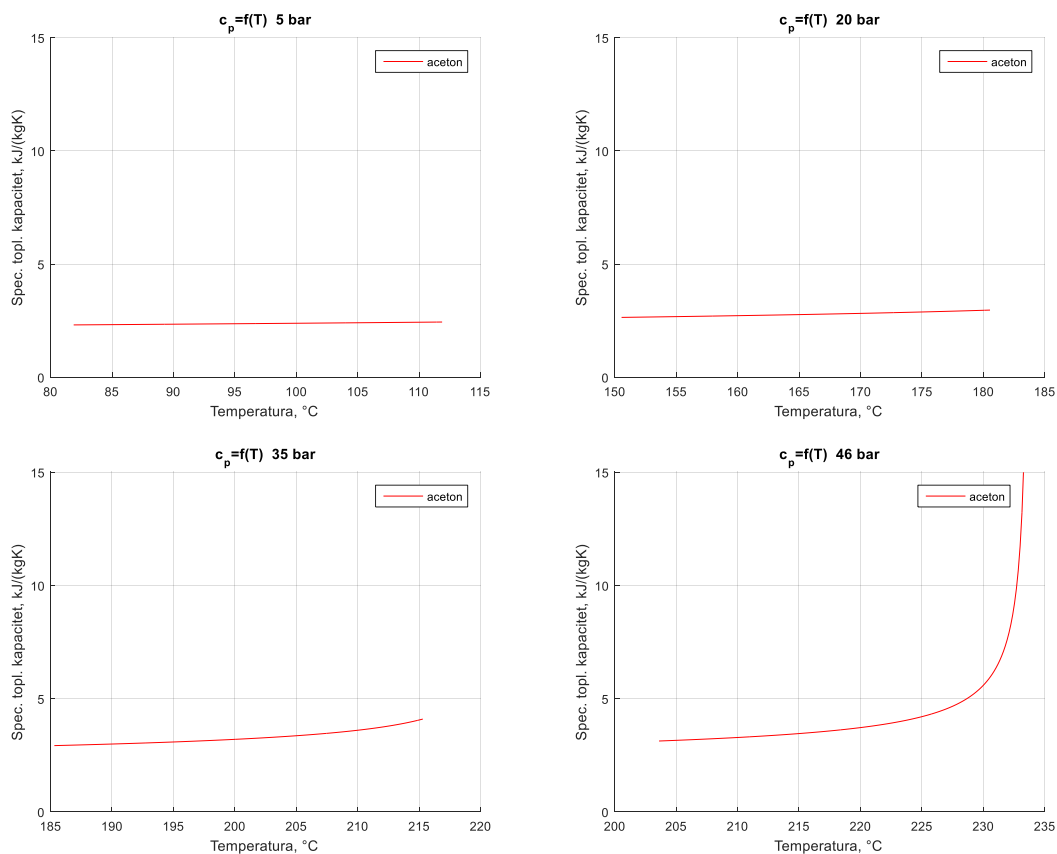 c_p=f(T)  5 bar
aceton
15
10
5
0
Spec. topl. kapacitet, kJ/(kgK)
80 85 90 95 100 105 110 115
Temperatura, °C
c_p=f(T)  20 bar
aceton
15
10
5
0
Spec. topl. kapacitet, kJ/(kgK)
150 155 160 165 170 175 180 185
Temperatura, °C
c_p=f(T)  35 bar
aceton
15
10
5
0
Spec. topl. kapacitet, kJ/(kgK)
185 190 195 200 205 210 215 220
Temperatura, °C
c_p=f(T)  46 bar
aceton
15
10
5
0
Spec. topl. kapacitet, kJ/(kgK)
200 205 210 215 220 225 230 235
Temperatura, °C